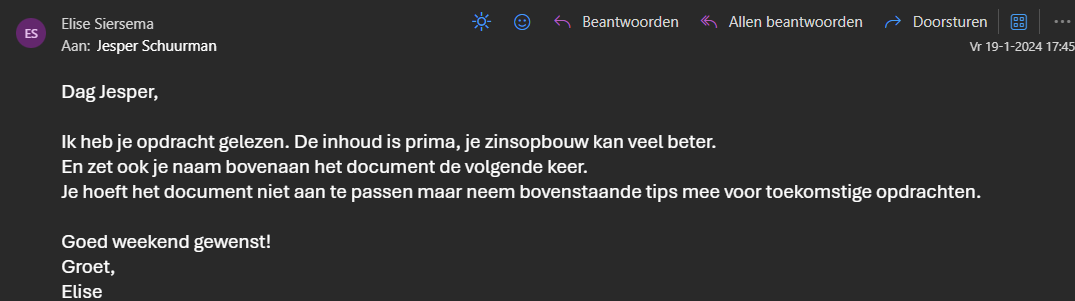 ES
Elise Siersema
Aan: Jesper Schuurman
Beantwoorden
Allen beantwoorden
Doorsturen
Vr 19-1-2024 17:45
Dag Jesper,
Ik heb je opdracht gelezen. De inhoud is prima, je zinsopbouw kan veel beter.
En zet ook je naam bovenaan het document de volgende keer.
Je hoeft het document niet aan te passen maar neem bovenstaande tips mee voor toekomstige opdrachten.
Goed weekend gewenst!
Groet,
Elise